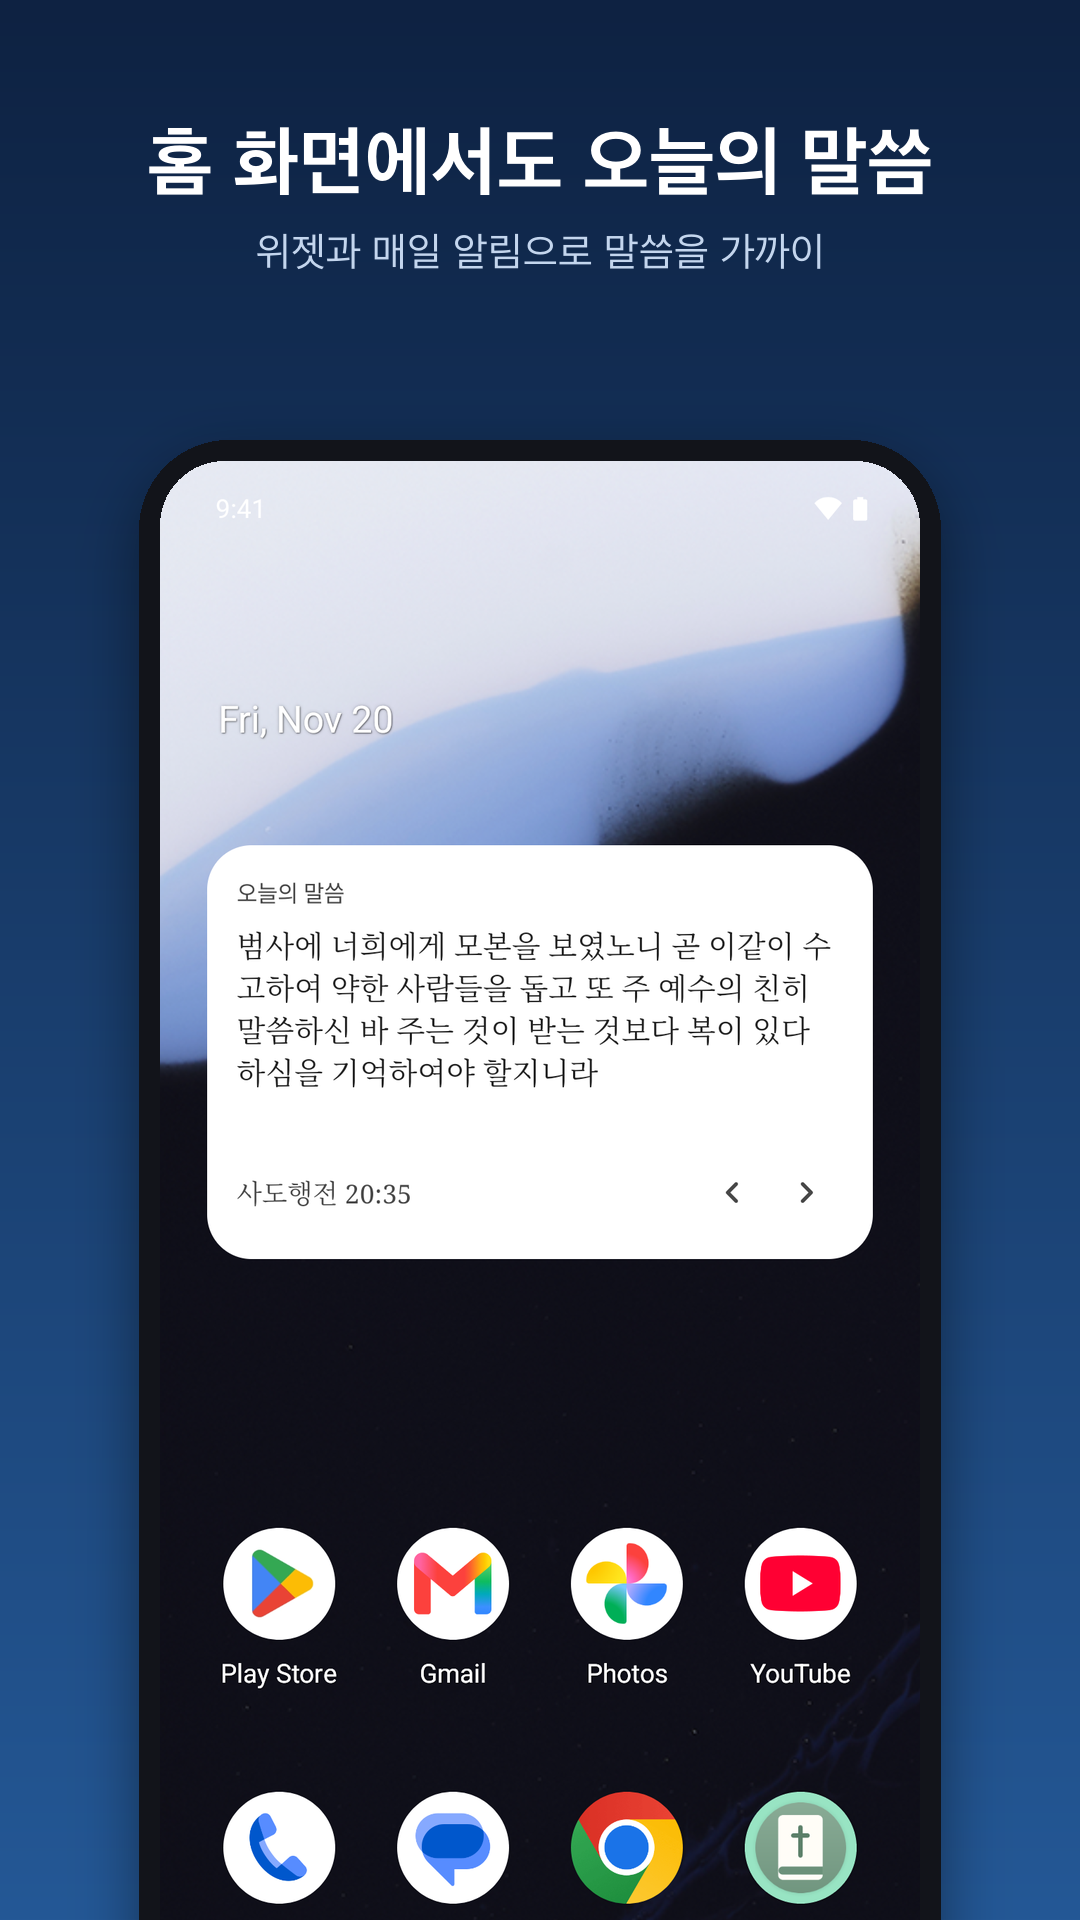 홈 화면에서도 오늘의 말씀
위젯과 매일 알림으로 말씀을 가까이
9:41
Fri, Nov 20
오늘의 말씀
범사에 너희에게 모본을 보였노니 곧 이같이 수
고하여 약한 사람들을 돕고 또 주 예수의 친히
말씀하신 바 주는 것이 받는 것보다 복이 있다
하심을 기억하여야 할지니라
사도행전 20:35
Play Store
Gmail
Photos
YouTube